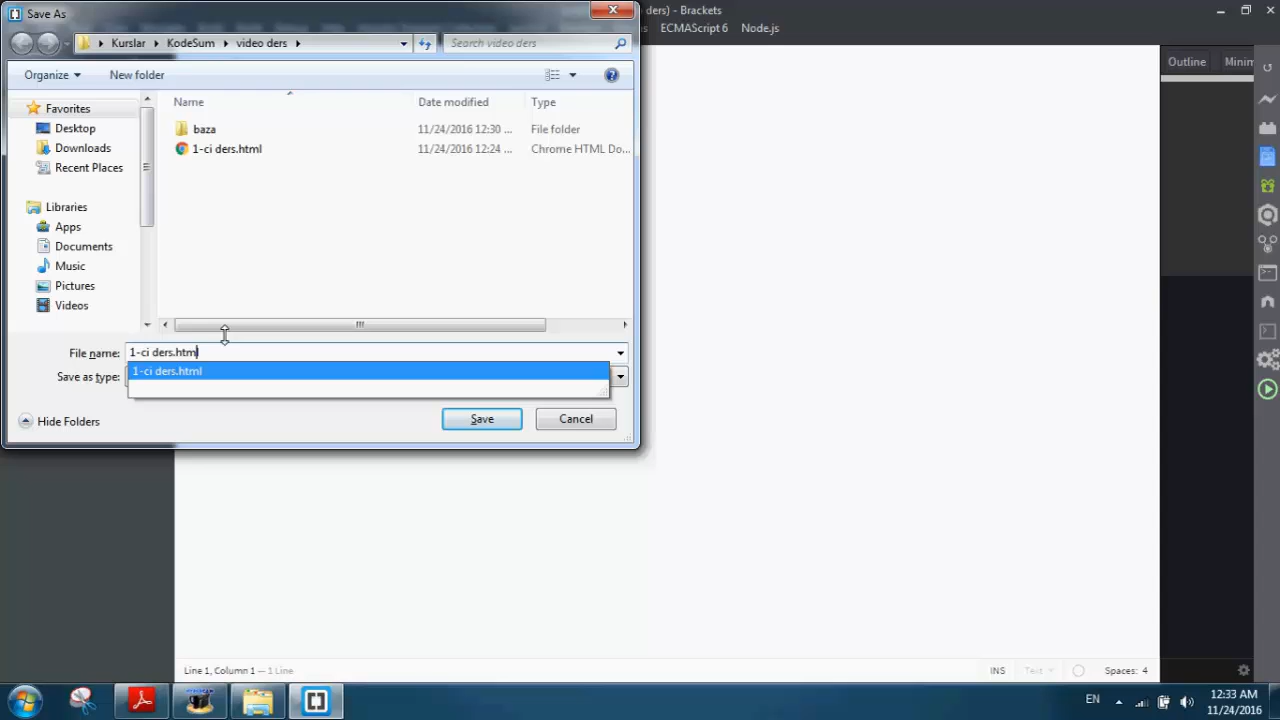 Save As
ders) - Brackets
Kurslar
KodeSum
video ders
Search video ders
ECMAScript 6
Node.js
Organize
New folder
Outline
Minim
Favorites
Desktop
Downloads
Recent Places
Libraries
Apps
Documents
Music
Pictures
Videos
Name
Date modified
Type
baza
11/24/2016 12:30 ...
File folder
1-ci ders.html
11/24/2016 12:24 ...
Chrome HTML Do...
File name:
1-ci ders.html
Save as type:
1-ci ders.html
Hide Folders
Save
Cancel
Line 1, Column 1 — 1 Line
INS
Text
Spaces: 4
EN
12:33 AM
11/24/2016